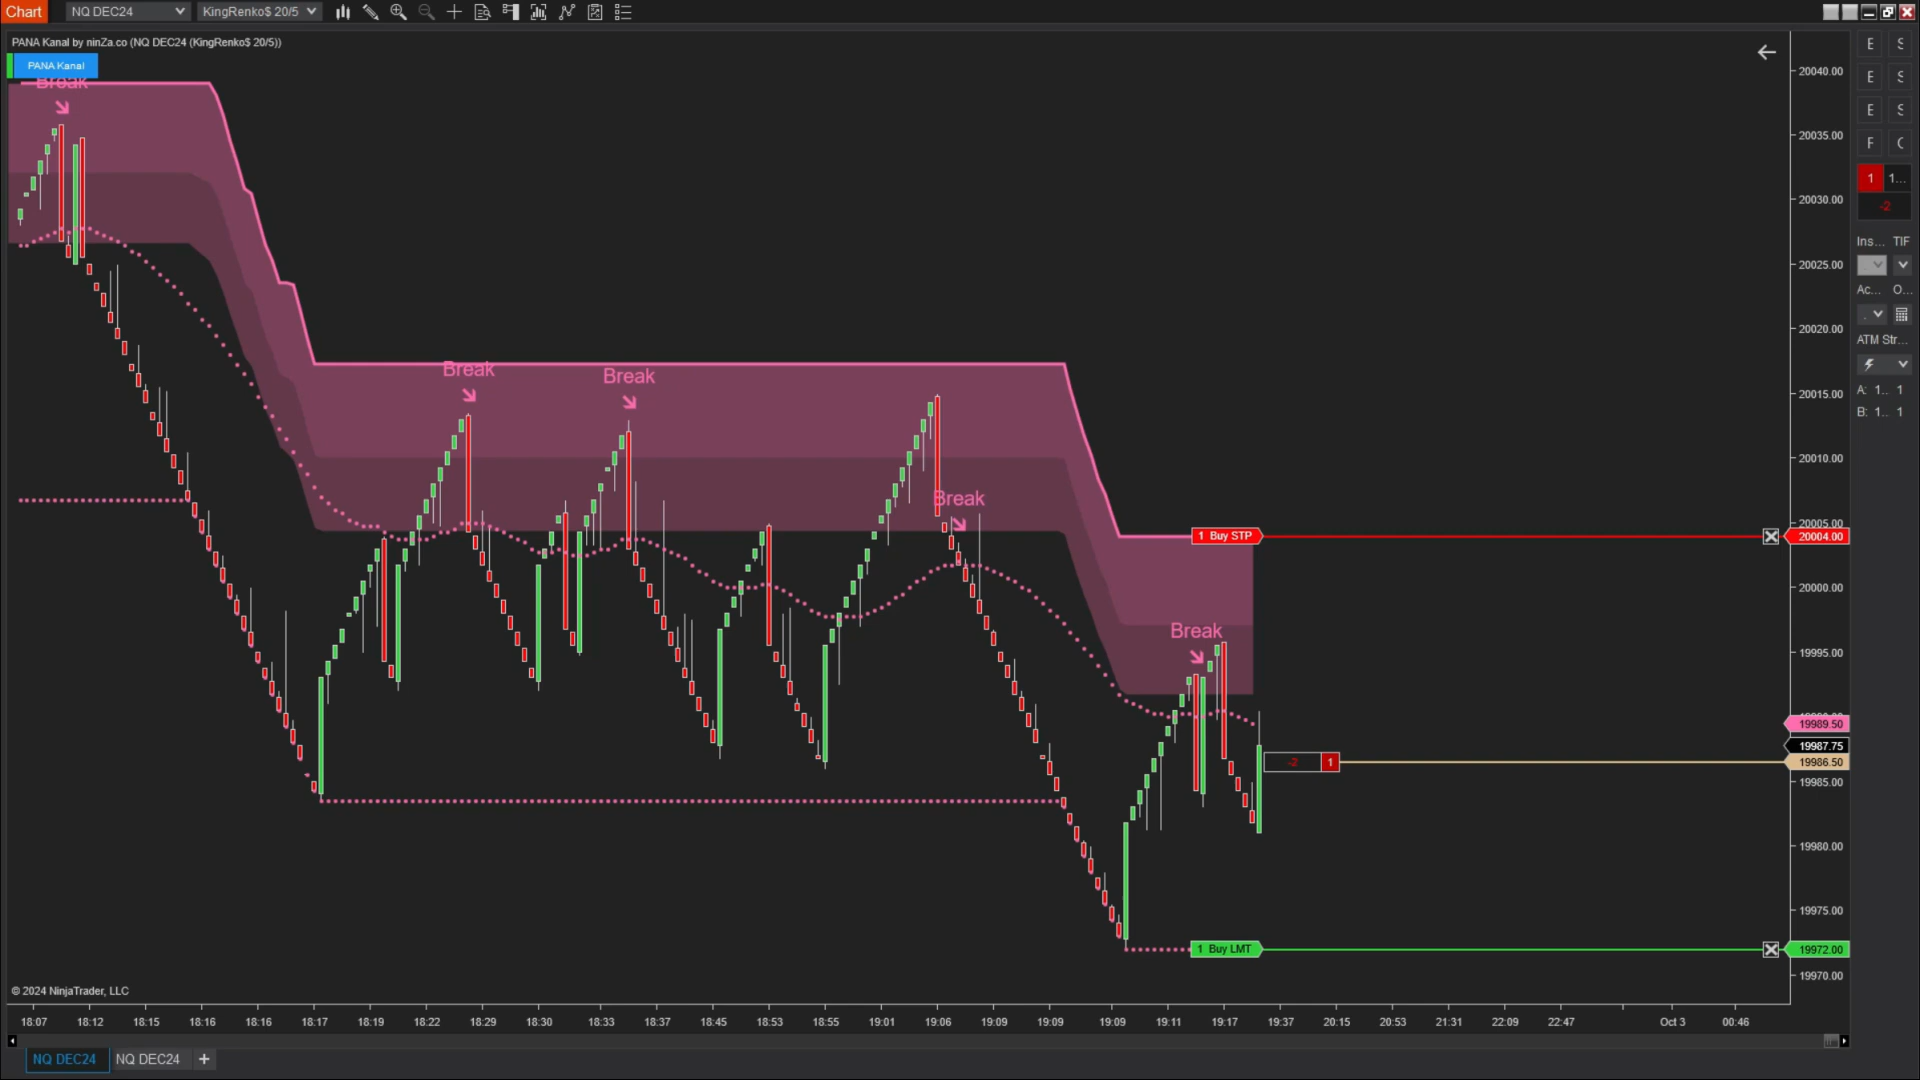 Chart NQ DEC24 KingRenko$ 20/5
PANA Kanal by ninZa.co (NQ DEC24 (KingRenko$ 20/5))
PANA Kanal
Break
Break
Break
Break
Break
1 Buy STP
-2 1
1 Buy LMT
20040.00
20035.00
20030.00
20025.00
20020.00
20015.00
20010.00
20005.00
20004.00
20000.00
19995.00
19989.50
19987.75
19986.50
19985.00
19980.00
19975.00
19972.00
19970.00
E S
E S
E S
F C
1 1...
-2
Ins... TIF
Ac... O...
ATM Str...
A: 1.. 1
B: 1.. 1
© 2024 NinjaTrader, LLC
18:07 18:12 18:15 18:16 18:16 18:17 18:19 18:22 18:29 18:30 18:33 18:37 18:45 18:53 18:55 19:01 19:06 19:09 19:09 19:09 19:11 19:17 19:37 20:15 20:53 21:31 22:09 22:47 Oct 3 00:46
NQ DEC24 NQ DEC24 +